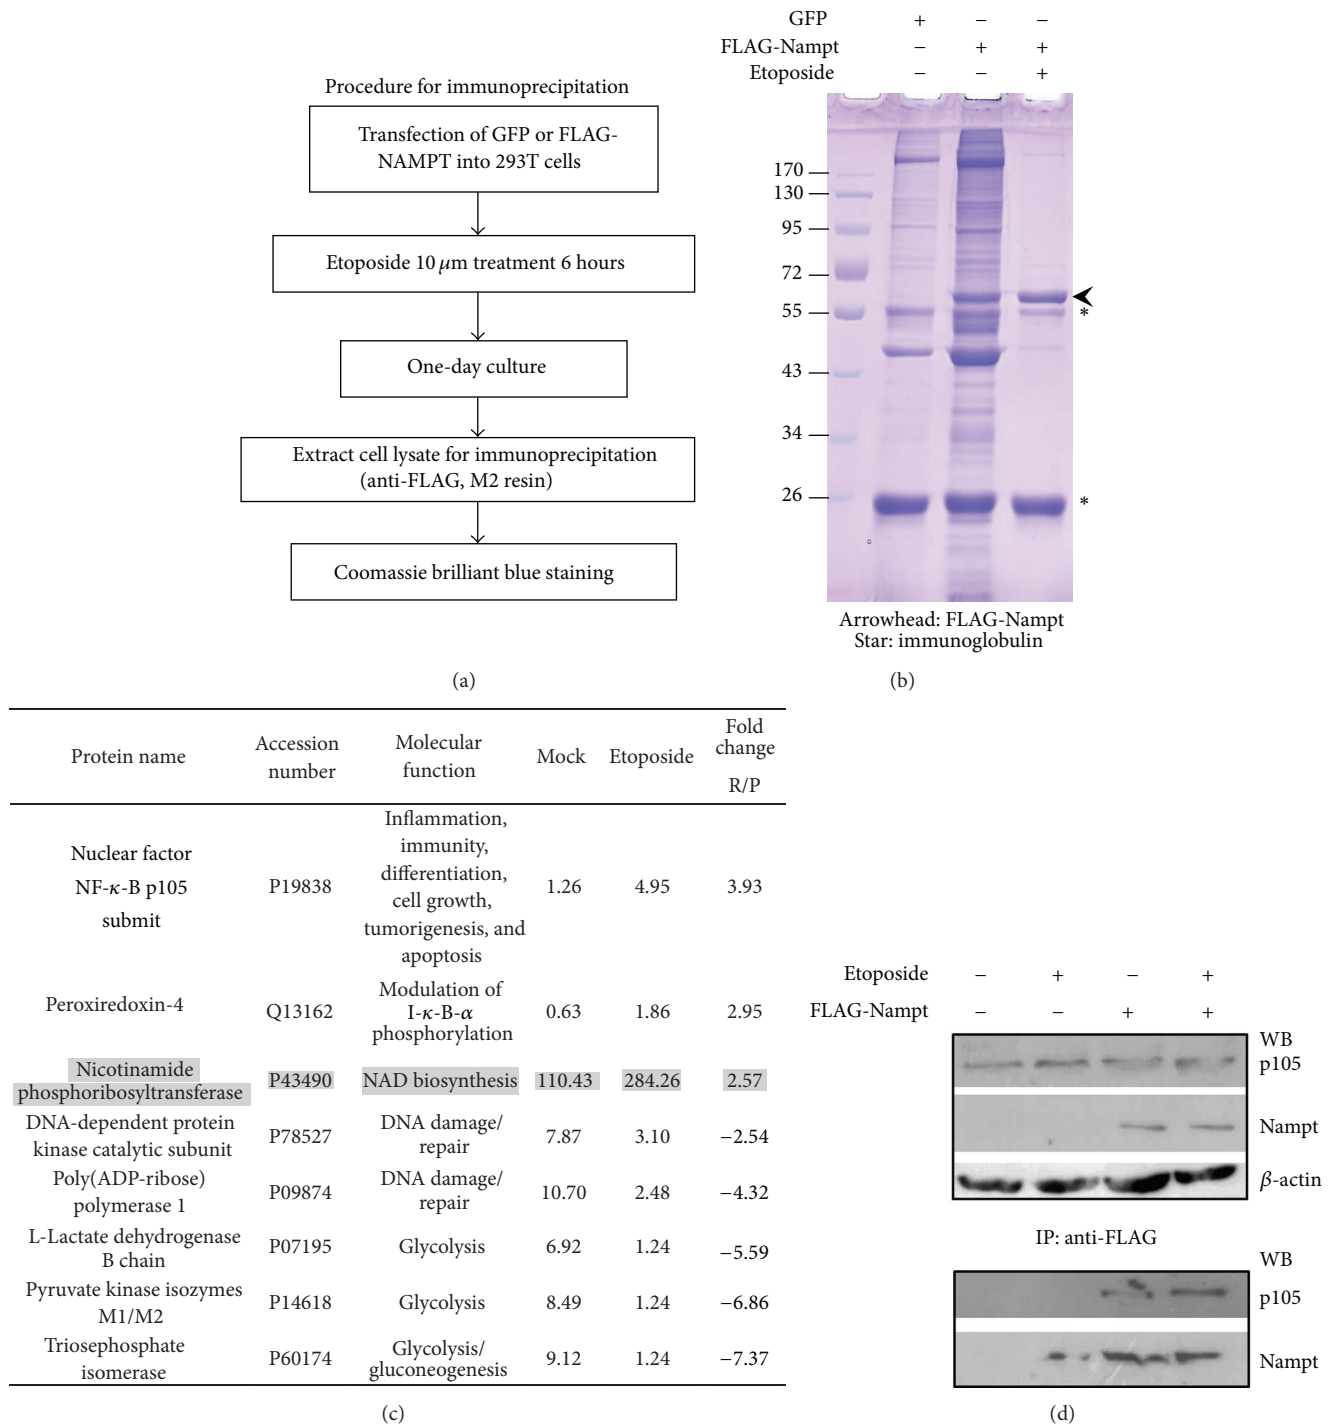 Procedure for immunoprecipitation
Transfection of GFP or FLAG-
NAMPT into 293T cells
Etoposide 10 μm treatment 6 hours
One-day culture
Extract cell lysate for immunoprecipitation
(anti-FLAG, M2 resin)
Coomassie brilliant blue staining
(a)
GFP + − −
FLAG-Nampt − + +
Etoposide − − +
170
130
95
72
55 *
43
34
26 *
Arrowhead: FLAG-Nampt
Star: immunoglobulin
(b)
Protein name Accession number Molecular function Mock Etoposide Fold change R/P
Nuclear factor
NF-κ-B p105
submit
P19838
Inflammation,
immunity,
differentiation,
cell growth,
tumorigenesis, and
apoptosis
1.26 4.95 3.93
Peroxiredoxin-4 Q13162
Modulation of
I-κ-B-α
phosphorylation
0.63 1.86 2.95
Nicotinamide
phosphoribosyltransferase
P43490 NAD biosynthesis 110.43 284.26 2.57
DNA-dependent protein
kinase catalytic subunit
P78527
DNA damage/
repair
7.87 3.10 −2.54
Poly(ADP-ribose)
polymerase 1
P09874
DNA damage/
repair
10.70 2.48 −4.32
L-Lactate dehydrogenase
B chain
P07195 Glycolysis 6.92 1.24 −5.59
Pyruvate kinase isozymes
M1/M2
P14618 Glycolysis 8.49 1.24 −6.86
Triosephosphate
isomerase
P60174
Glycolysis/
gluconeogenesis
9.12 1.24 −7.37
(c)
Etoposide − + − +
FLAG-Nampt − − + +
WB
p105
Nampt
β-actin
IP: anti-FLAG
WB
p105
Nampt
(d)